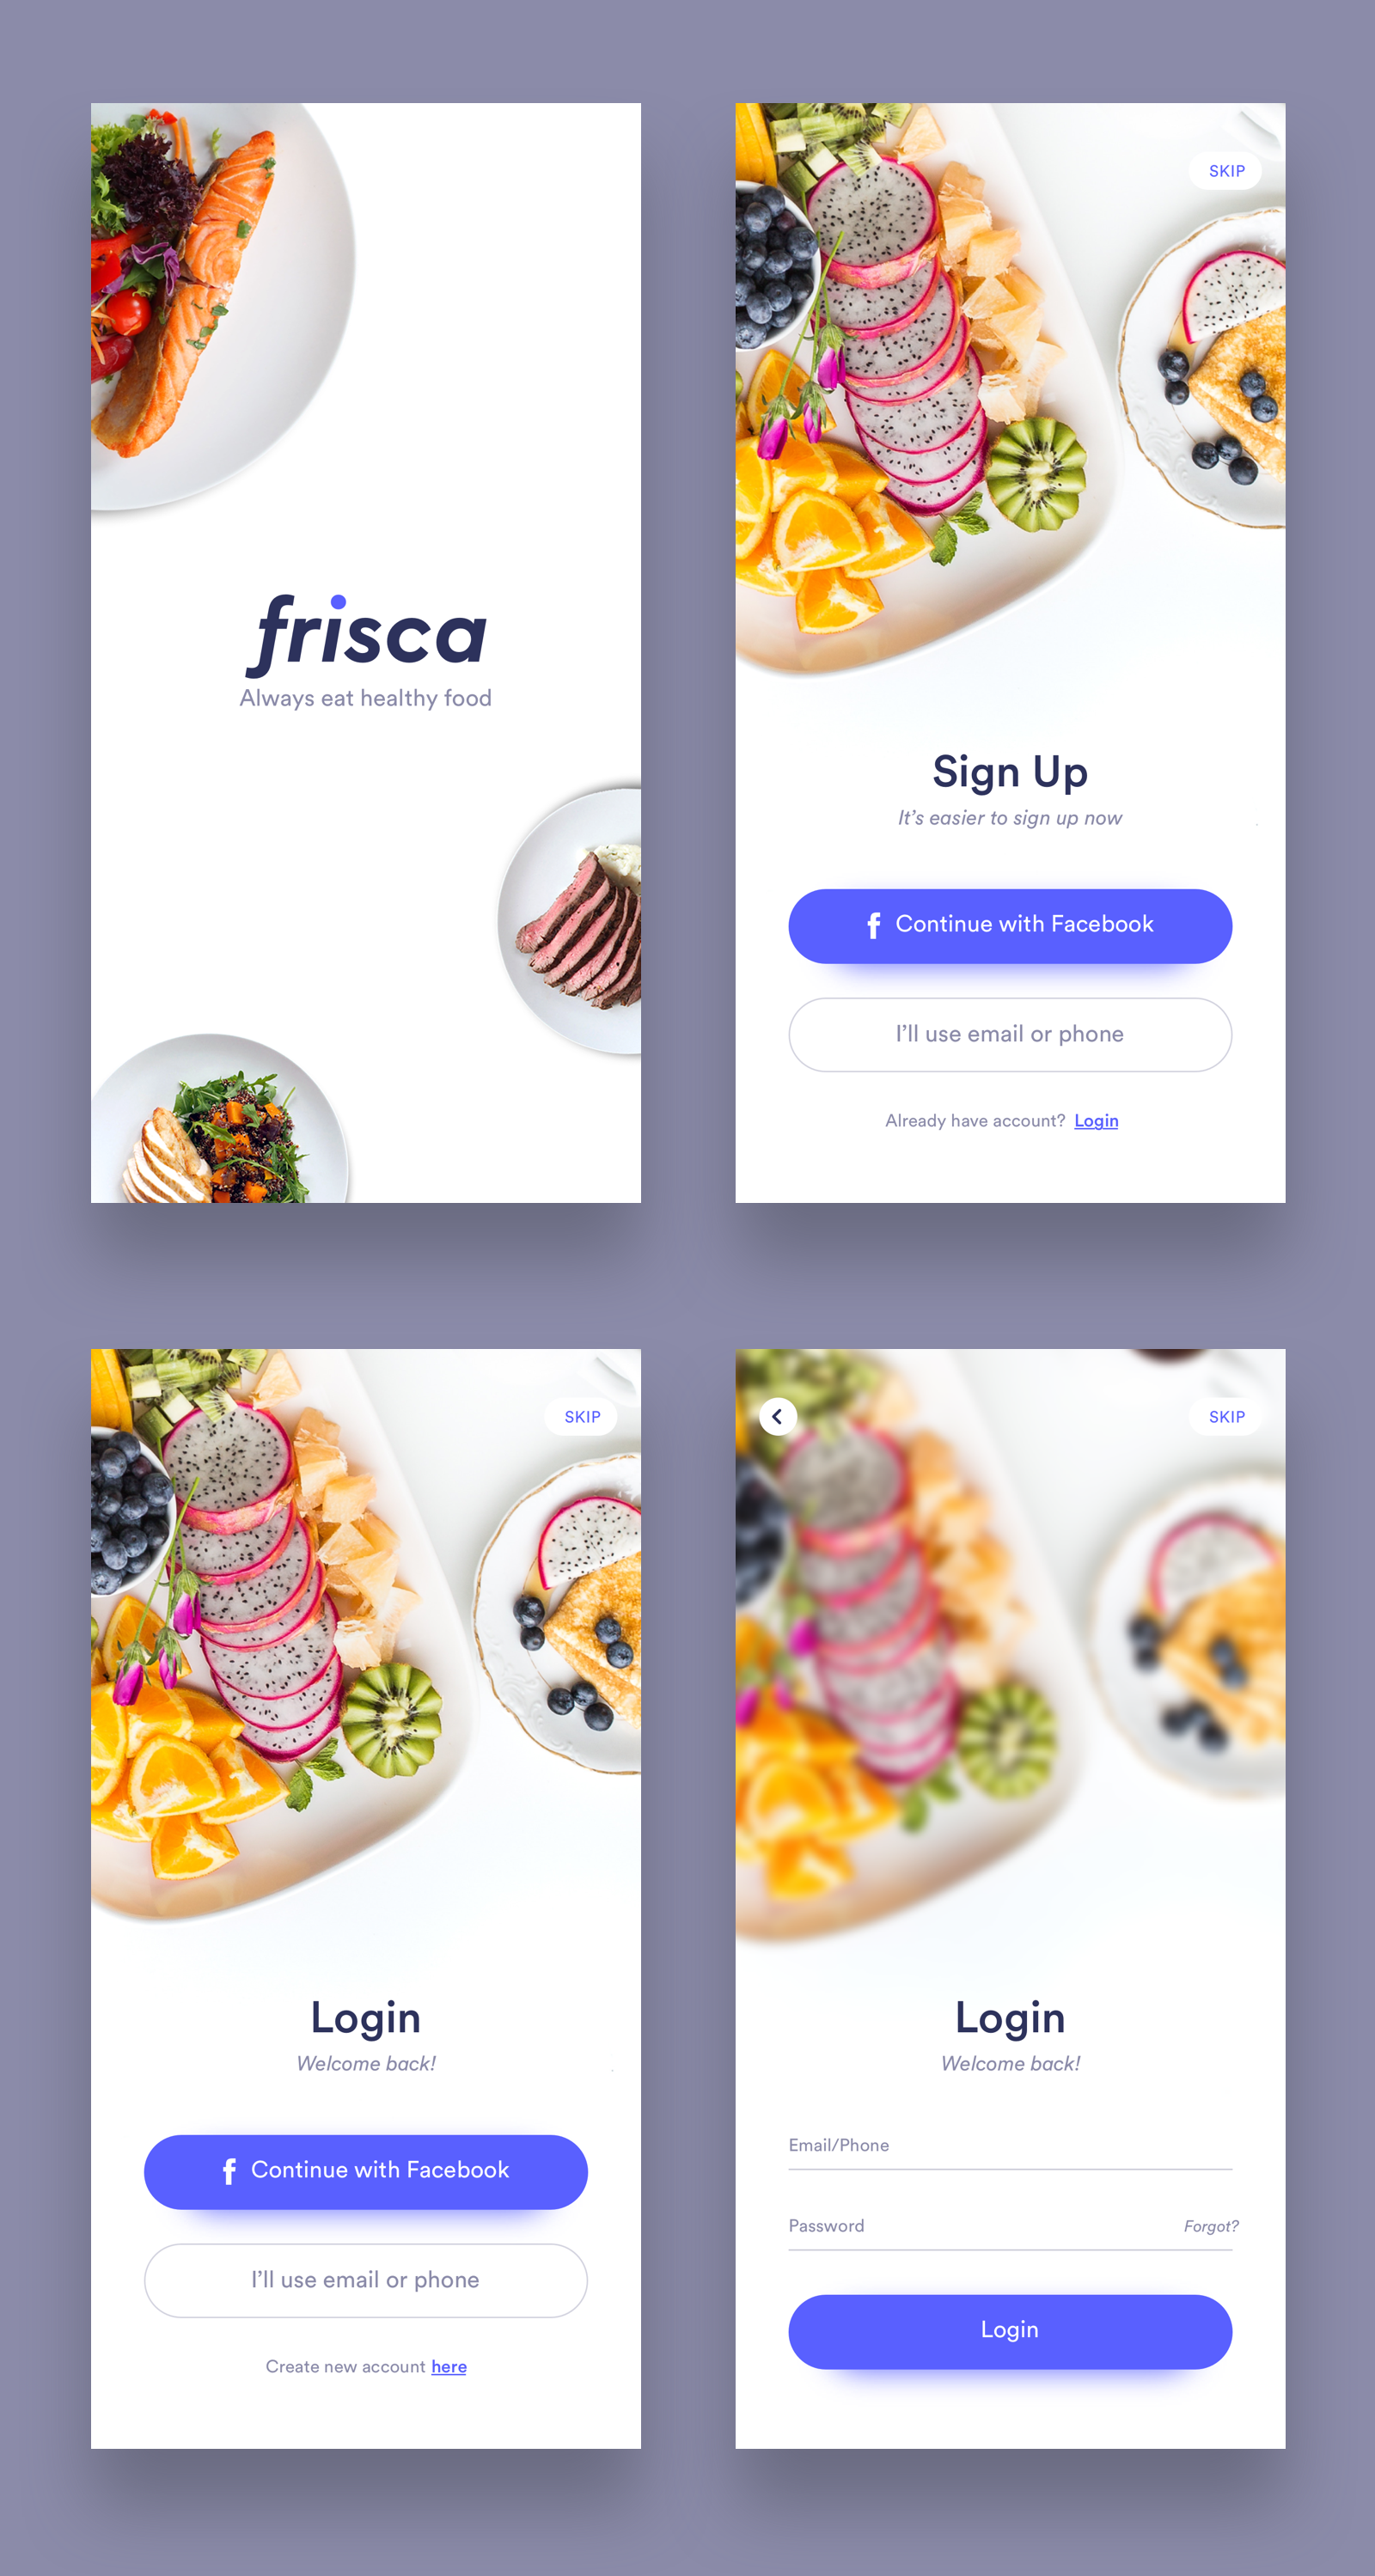 frisca
Always eat healthy food
SKIP
Sign Up
It’s easier to sign up now
f Continue with Facebook
I’ll use email or phone
Already have account? Login
SKIP
Login
Welcome back!
f Continue with Facebook
I’ll use email or phone
Create new account here
SKIP
Login
Welcome back!
Email/Phone
Password Forgot?
Login